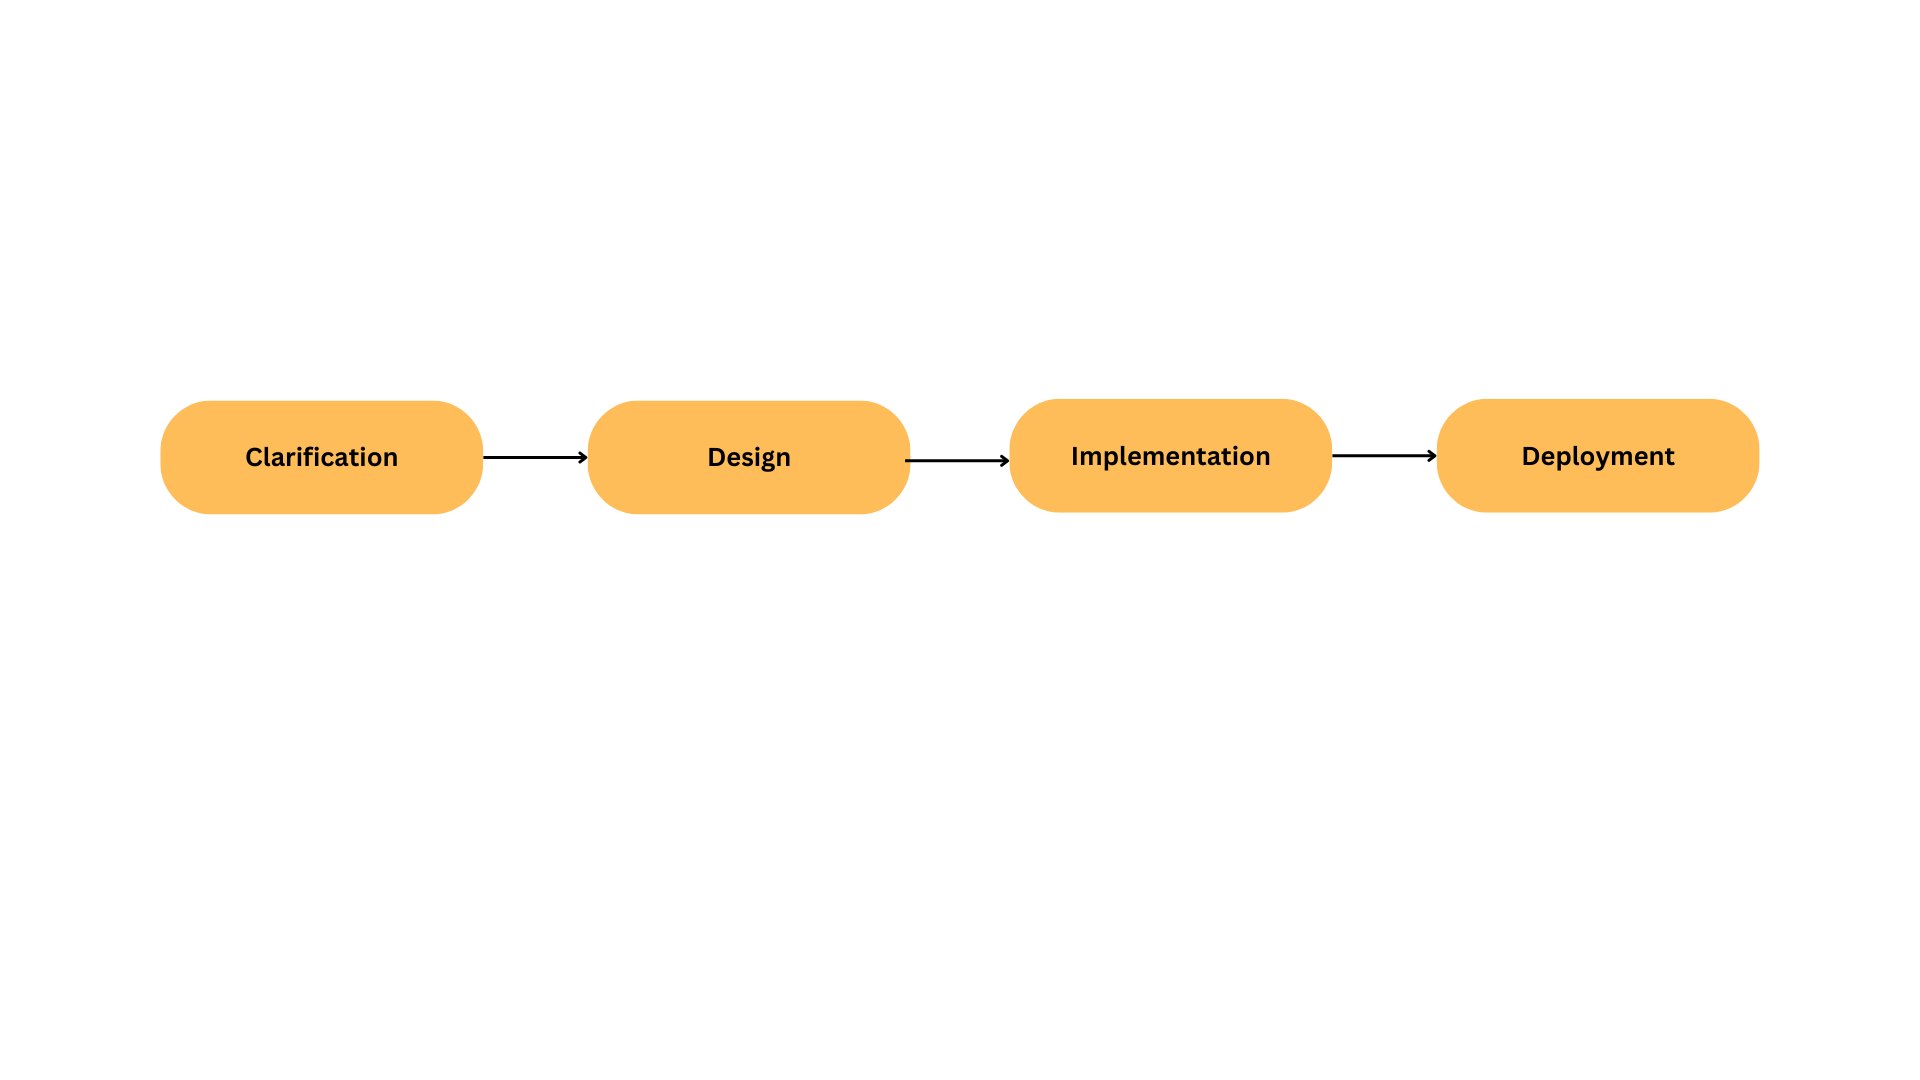 Clarification
Design
Implementation
Deployment